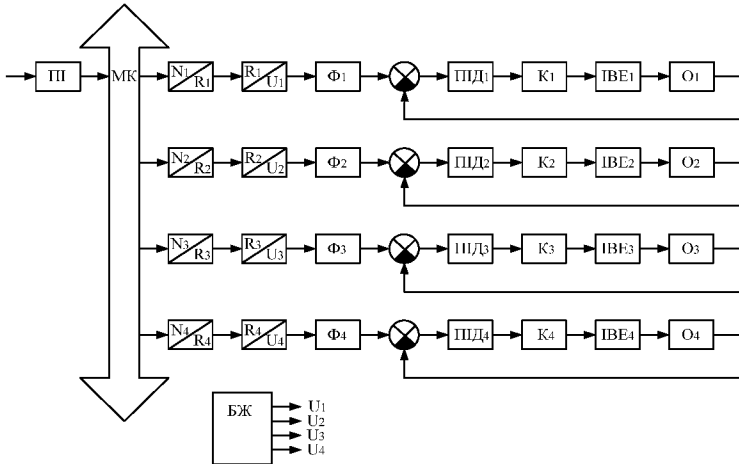 ПІ МК N1 R1 R1 U1 Ф1 ПІД1 К1 ІВЕ1 О1
N2 R2 R2 U2 Ф2 ПІД2 К2 ІВЕ2 О2
N3 R3 R3 U3 Ф3 ПІД3 К3 ІВЕ3 О3
N4 R4 R4 U4 Ф4 ПІД4 К4 ІВЕ4 О4
БЖ U1
U2
U3
U4